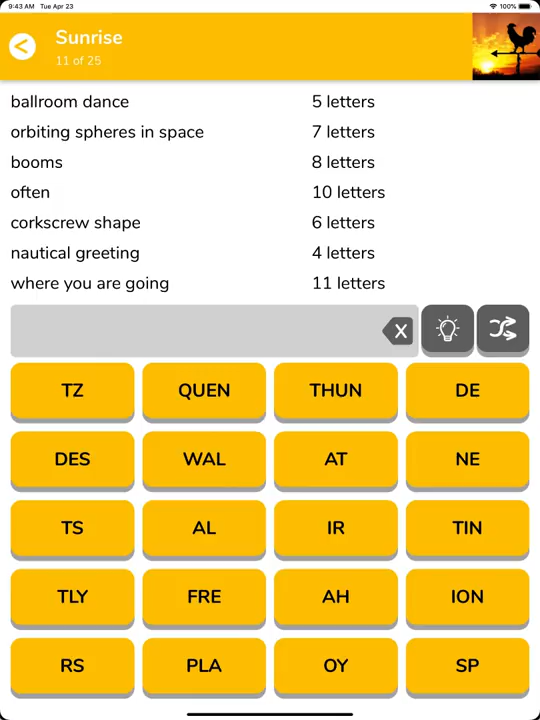 9:43 AM Tue Apr 23 100%
Sunrise
11 of 25
ballroom dance 5 letters
orbiting spheres in space 7 letters
booms 8 letters
often 10 letters
corkscrew shape 6 letters
nautical greeting 4 letters
where you are going 11 letters
X
TZ QUEN THUN DE
DES WAL AT NE
TS AL IR TIN
TLY FRE AH ION
RS PLA OY SP